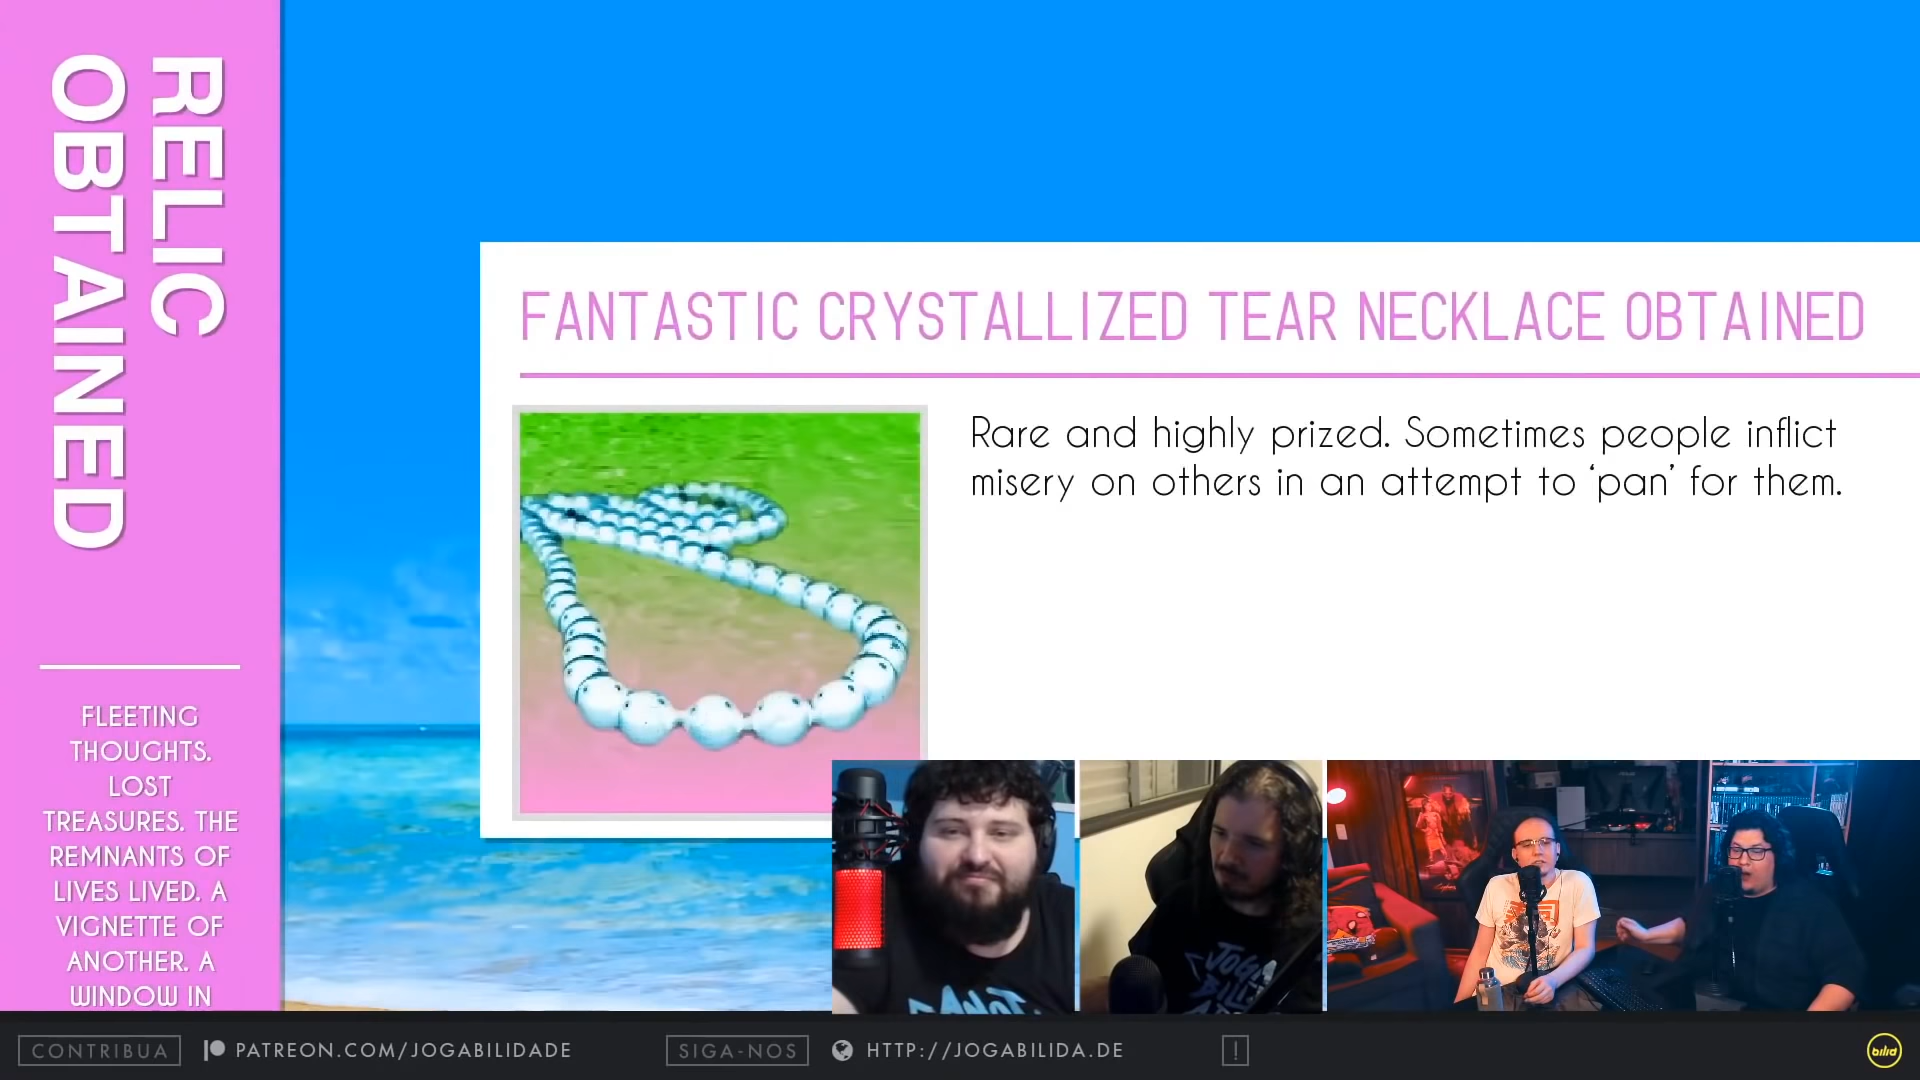 RELIC
OBTAINED
FLEETING
THOUGHTS.
LOST
TREASURES. THE
REMNANTS OF
LIVES LIVED. A
VIGNETTE OF
ANOTHER. A
WINDOW IN
FANTASTIC CRYSTALLIZED TEAR NECKLACE OBTAINED
Rare and highly prized. Sometimes people inflict
misery on others in an attempt to ‘pan’ for them.
CONTRIBUA
PATREON.COM/JOGABILIDADE
SIGA-NOS
HTTP://JOGABILIDA.DE
!
bilid